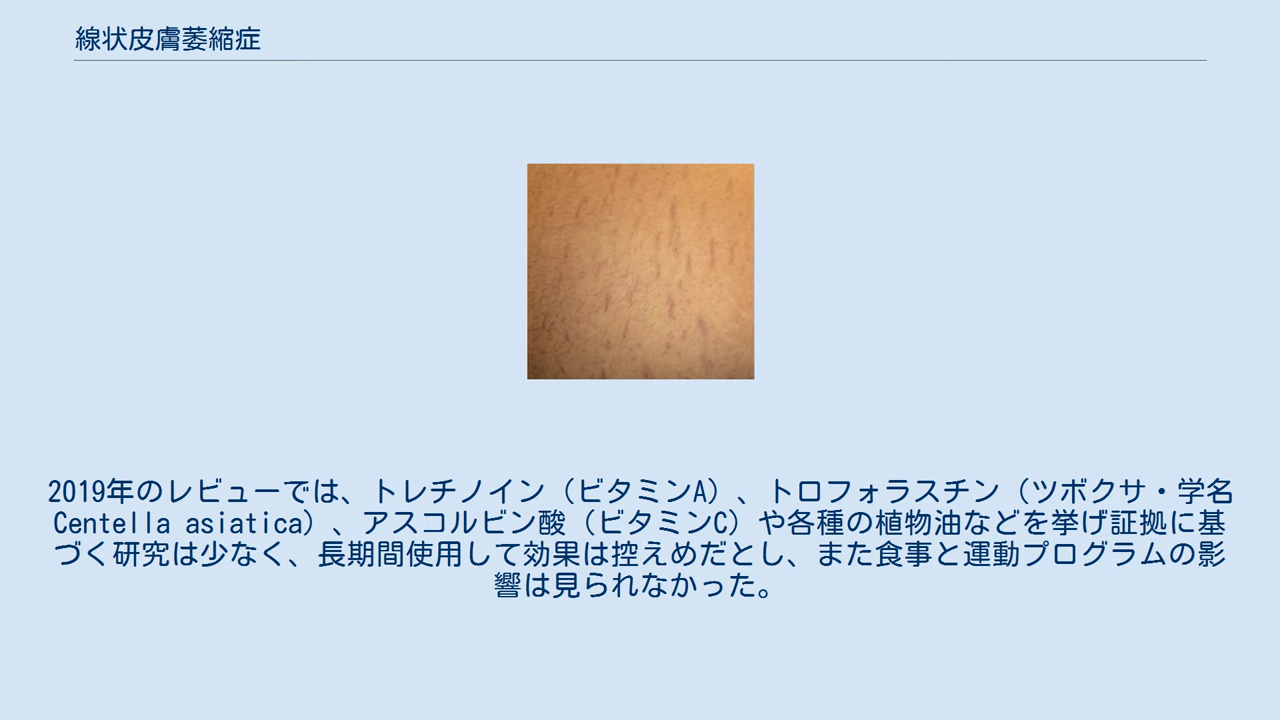 線状皮膚萎縮症
2019年のレビューでは、トレチノイン（ビタミンA）、トロフォラスチン（ツボクサ・学名
Centella asiatica）、アスコルビン酸（ビタミンC）や各種の植物油などを挙げ証拠に基
づく研究は少なく、長期間使用して効果は控えめだとし、また食事と運動プログラムの影
響は見られなかった。